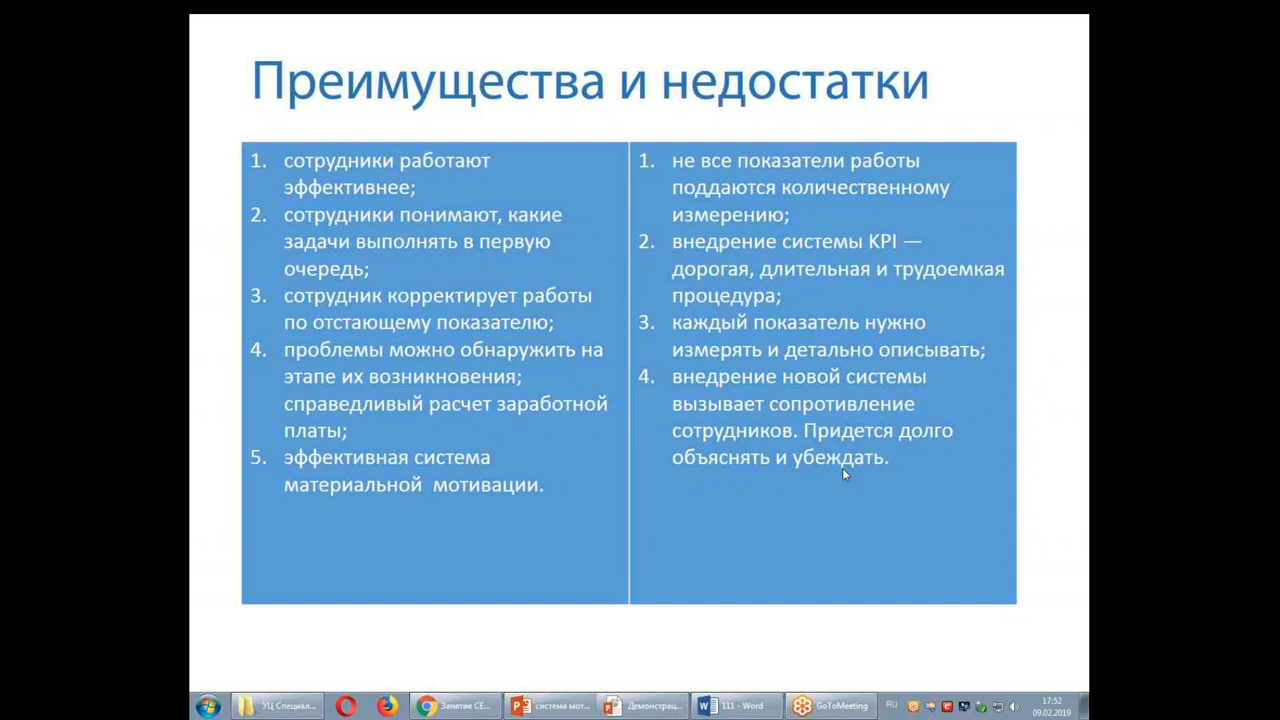 Преимущества и недостатки
1. сотрудники работают
эффективнее;
2. сотрудники понимают, какие
задачи выполнять в первую
очередь;
3. сотрудник корректирует работы
по отстающему показателю;
4. проблемы можно обнаружить на
этапе их возникновения;
справедливый расчет заработной
платы;
5. эффективная система
материальной мотивации.
1. не все показатели работы
поддаются количественному
измерению;
2. внедрение системы KPI —
дорогая, длительная и трудоемкая
процедура;
3. каждый показатель нужно
измерять и детально описывать;
4. внедрение новой системы
вызывает сопротивление
сотрудников. Придется долго
объяснять и убеждать.
УЦ Специал...
Занятие СЕ...
система мот...
Демонстрац...
111 - Word
GoToMeeting
RU
17:52
09.02.2019